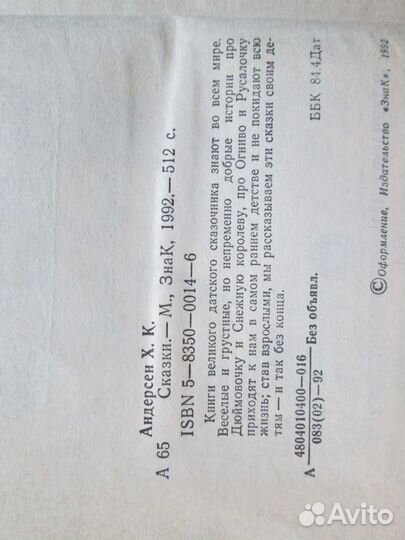 Андерсен Х. К.
А 65 Сказки.— М., ЗнаК, 1992.— 512 с.
ISBN 5—8350—0014—6
Книги великого датского сказочника знают во всем мире.
Веселые и грустные, но непременно добрые истории про
Дюймовочку и Снежную королеву, про Огниво и Русалочку
приходят к нам в самом раннем детстве и не покидают всю
жизнь; став взрослыми, мы рассказываем эти сказки своим де-
тям — и так без конца.
А 4804010400—016
083(02)—92 — Без объявл.
ББК 84.4Дат
© Оформление, Издательство «ЗнаК», 1992
Avito